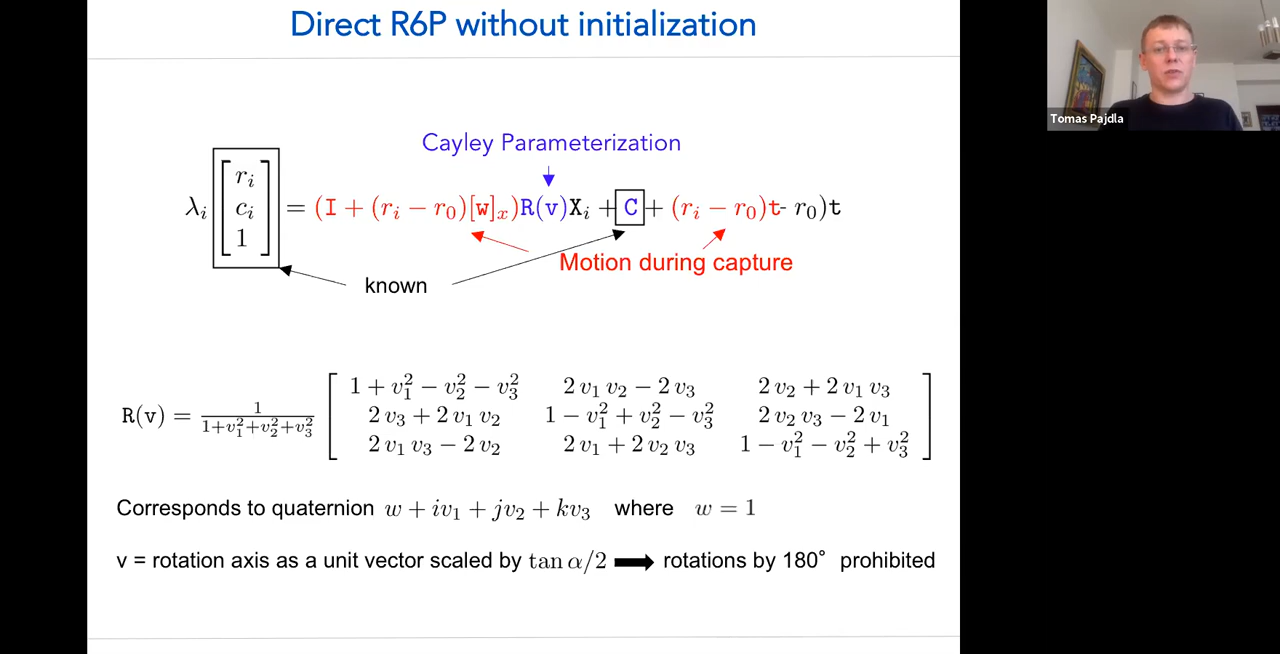 Direct R6P without initialization
Tomas Pajdla
Cayley Parameterization
λᵢ [rᵢ cᵢ 1] = (I + (rᵢ − r₀)[w]ₓ)R(v)Xᵢ + C + (rᵢ − r₀)t- r₀)t
Motion during capture
known
R(v) = 1/(1+v₁²+v₂²+v₃²) [
1 + v₁² − v₂² − v₃² 2 v₁ v₂ − 2 v₃ 2 v₂ + 2 v₁ v₃
2 v₃ + 2 v₁ v₂ 1 − v₁² + v₂² − v₃² 2 v₂ v₃ − 2 v₁
2 v₁ v₃ − 2 v₂ 2 v₁ + 2 v₂ v₃ 1 − v₁² − v₂² + v₃² ]
Corresponds to quaternion w + iv₁ + jv₂ + kv₃ where w = 1
v = rotation axis as a unit vector scaled by tan α/2 ➡ rotations by 180° prohibited